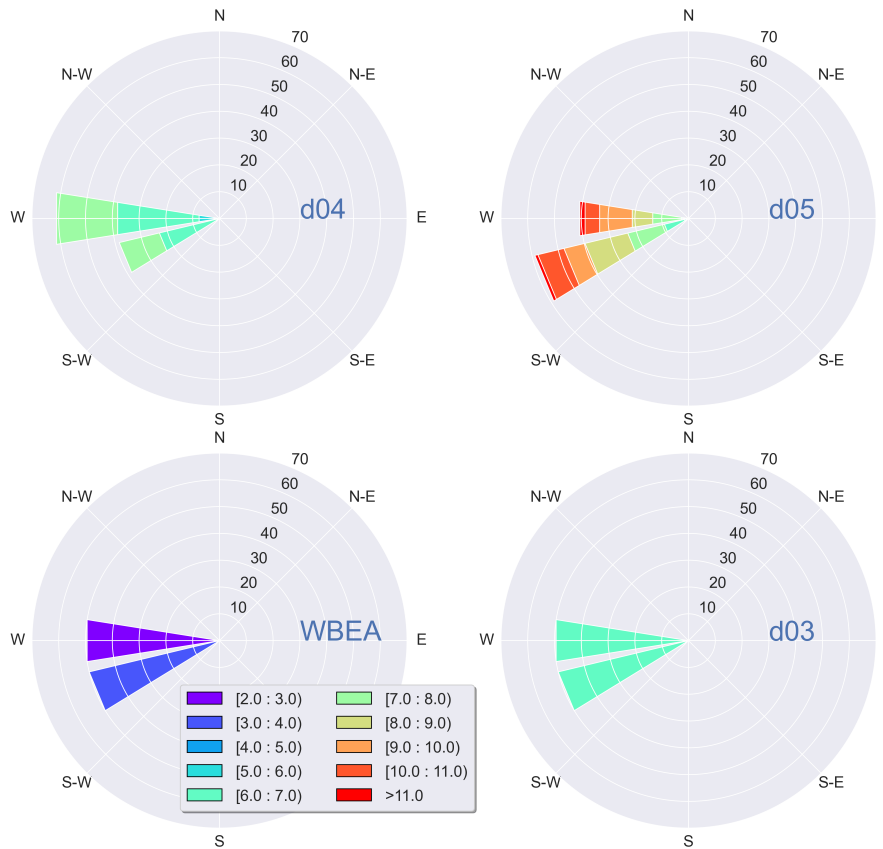 N
N-W
N-E
W
E
S-W
S-E
S
70
60
50
40
30
20
10
d04
N
N-W
N-E
W
E
S-W
S-E
S
70
60
50
40
30
20
10
d05
N
N-W
N-E
W
E
S-W
S
70
60
50
40
30
20
10
WBEA
N
N-W
N-E
W
E
S-W
S-E
S
70
60
50
40
30
20
10
d03
[2.0 : 3.0)
[3.0 : 4.0)
[4.0 : 5.0)
[5.0 : 6.0)
[6.0 : 7.0)
[7.0 : 8.0)
[8.0 : 9.0)
[9.0 : 10.0)
[10.0 : 11.0)
>11.0